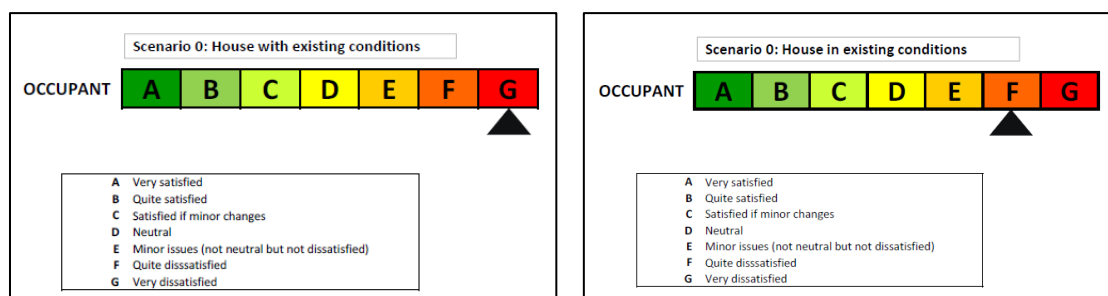 Scenario 0: House with existing conditions
OCCUPANT A B C D E F G
A Very satisfied
B Quite satisfied
C Satisfied if minor changes
D Neutral
E Minor issues (not neutral but not dissatisfied)
F Quite disssatisfied
G Very dissatisfied
Scenario 0: House in existing conditions
OCCUPANT A B C D E F G
A Very satisfied
B Quite satisfied
C Satisfied if minor changes
D Neutral
E Minor issues (not neutral but not dissatisfied)
F Quite disssatisfied
G Very dissatisfied